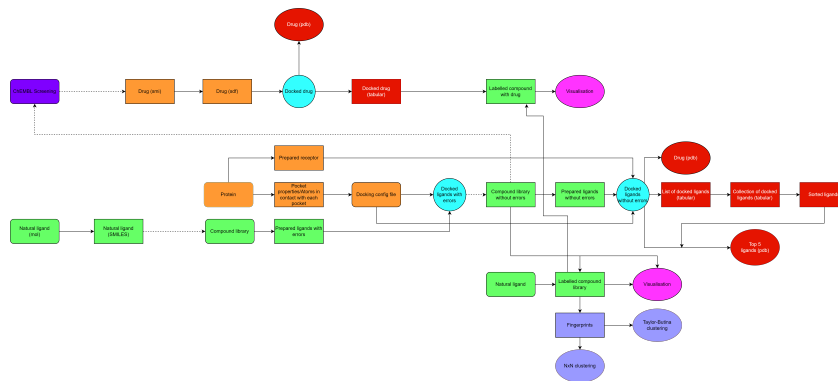 Drug (pdb)
Drug (smi)
Drug (sdf)
Docked drug
Docked drug
(tabular)
Labelled compound
with drug
Visualisation
Prepared receptor
Drug (pdb)
Protein
Pocket
properties/Atoms in
contact with each
pocket
Docking config file
Docked
ligands with
errors
Compound library
without errors
Prepared ligands
without errors
Docked
ligands
without errors
List of docked ligands
(tabular)
Collection of docked
ligands (tabular)
Sorted ligands
Natural ligand
(mol)
Natural ligand
(SMILES)
Compound library
Prepared ligands with
errors
Top 5
ligands (pdb)
Natural ligand
Labelled compound
library
Visualisation
Fingerprints
Taylor-Butina
clustering
NxN clustering